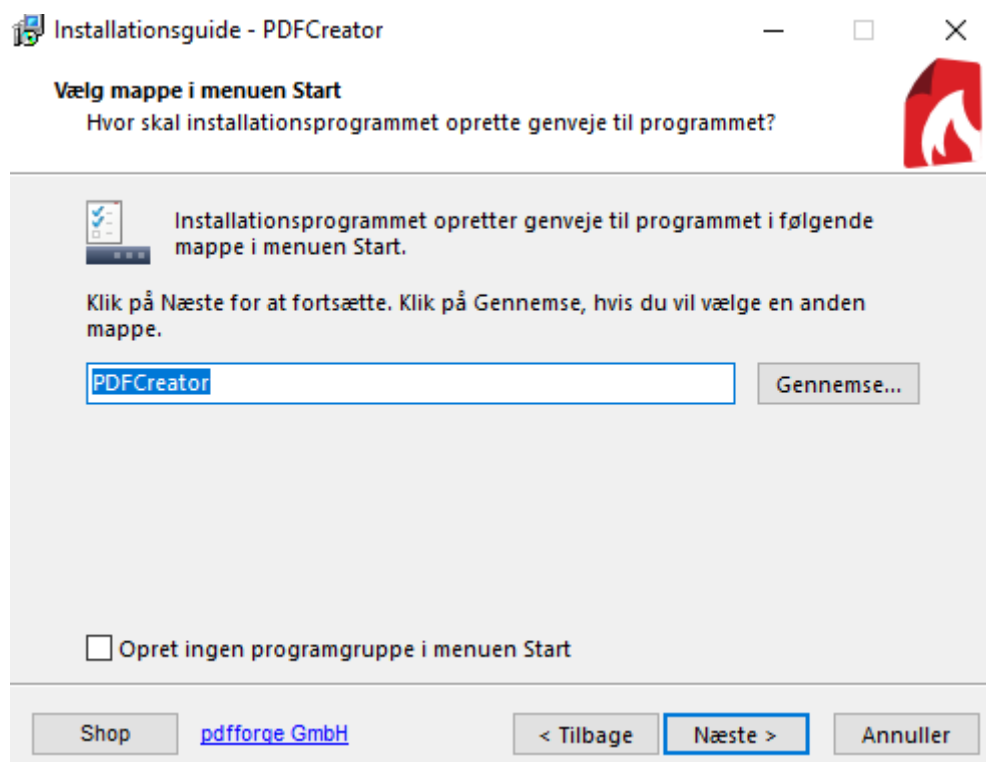 Installationsguide - PDFCreator
Vælg mappe i menuen Start
Hvor skal installationsprogrammet oprette genveje til programmet?
Installationsprogrammet opretter genveje til programmet i følgende
mappe i menuen Start.
Klik på Næste for at fortsætte. Klik på Gennemse, hvis du vil vælge en anden
mappe.
PDFCreator
Gennemse...
Opret ingen programgruppe i menuen Start
Shop
pdfforge GmbH
< Tilbage
Næste >
Annuller